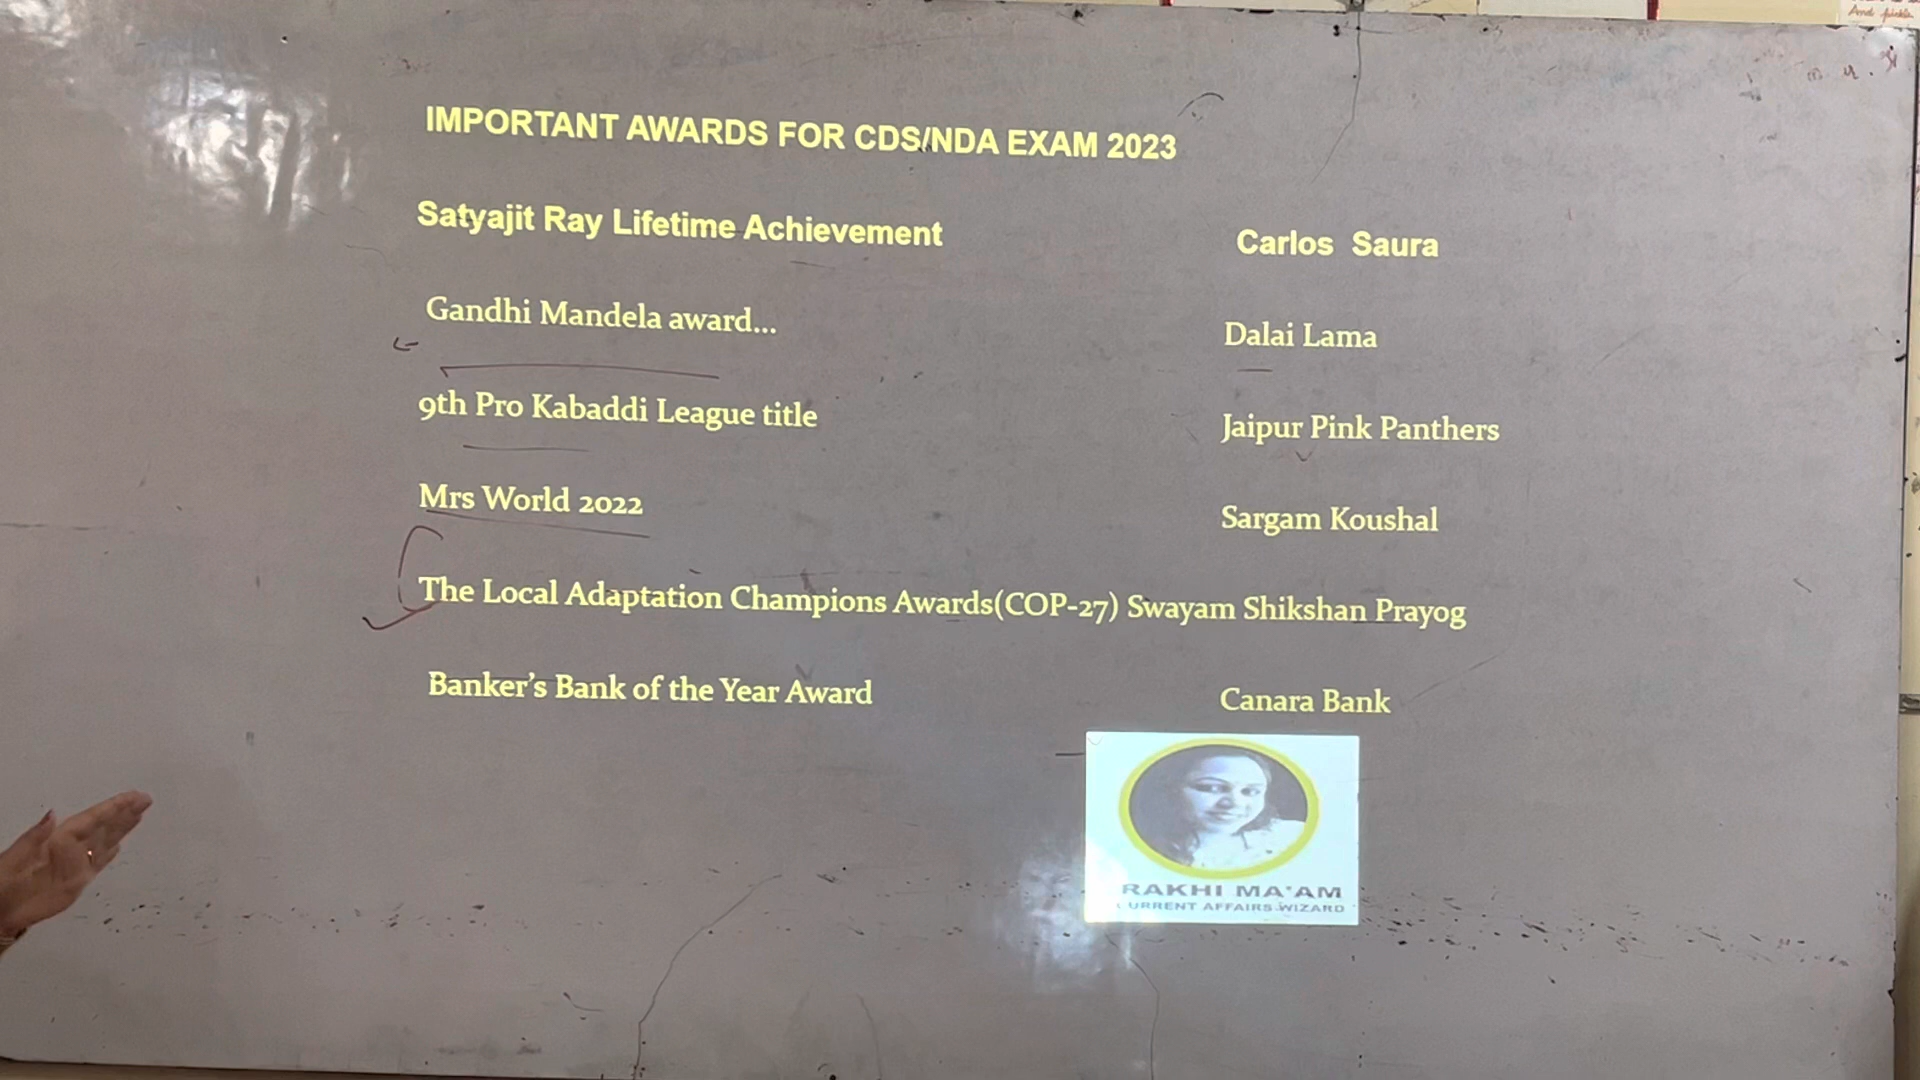 IMPORTANT AWARDS FOR CDS/NDA EXAM 2023
Satyajit Ray Lifetime Achievement Carlos Saura
Gandhi Mandela award... Dalai Lama
9th Pro Kabaddi League title Jaipur Pink Panthers
Mrs World 2022 Sargam Koushal
The Local Adaptation Champions Awards(COP-27) Swayam Shikshan Prayog
Banker's Bank of the Year Award Canara Bank
RAKHI MA'AM
CURRENT AFFAIRS WIZARD